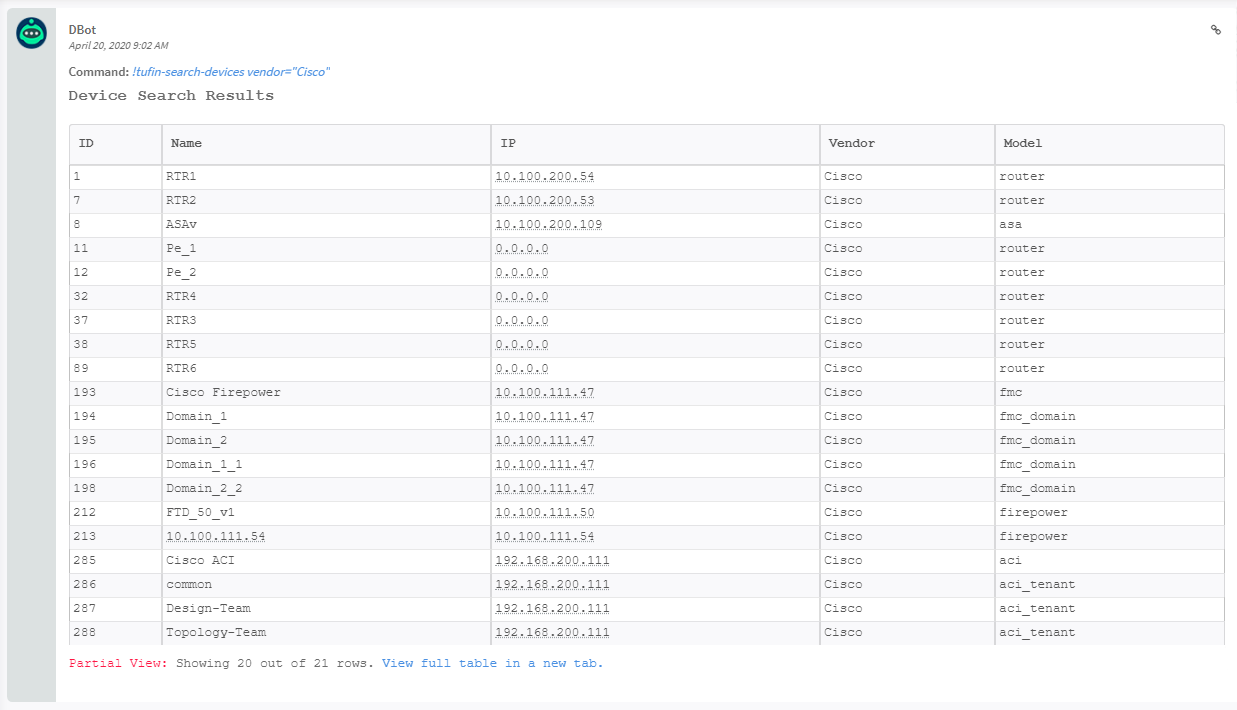 DBot
April 20, 2020 9:02 AM
Command: !tufin-search-devices vendor="Cisco"
Device Search Results
ID Name IP Vendor Model
1 RTR1 10.100.200.54 Cisco router
7 RTR2 10.100.200.53 Cisco router
8 ASAv 10.100.200.109 Cisco asa
11 Pe_1 0.0.0.0 Cisco router
12 Pe_2 0.0.0.0 Cisco router
32 RTR4 0.0.0.0 Cisco router
37 RTR3 0.0.0.0 Cisco router
38 RTR5 0.0.0.0 Cisco router
89 RTR6 0.0.0.0 Cisco router
193 Cisco Firepower 10.100.111.47 Cisco fmc
194 Domain_1 10.100.111.47 Cisco fmc_domain
195 Domain_2 10.100.111.47 Cisco fmc_domain
196 Domain_1_1 10.100.111.47 Cisco fmc_domain
198 Domain_2_2 10.100.111.47 Cisco fmc_domain
212 FTD_50_v1 10.100.111.50 Cisco firepower
213 10.100.111.54 10.100.111.54 Cisco firepower
285 Cisco ACI 192.168.200.111 Cisco aci
286 common 192.168.200.111 Cisco aci_tenant
287 Design-Team 192.168.200.111 Cisco aci_tenant
288 Topology-Team 192.168.200.111 Cisco aci_tenant
Partial View: Showing 20 out of 21 rows. View full table in a new tab.